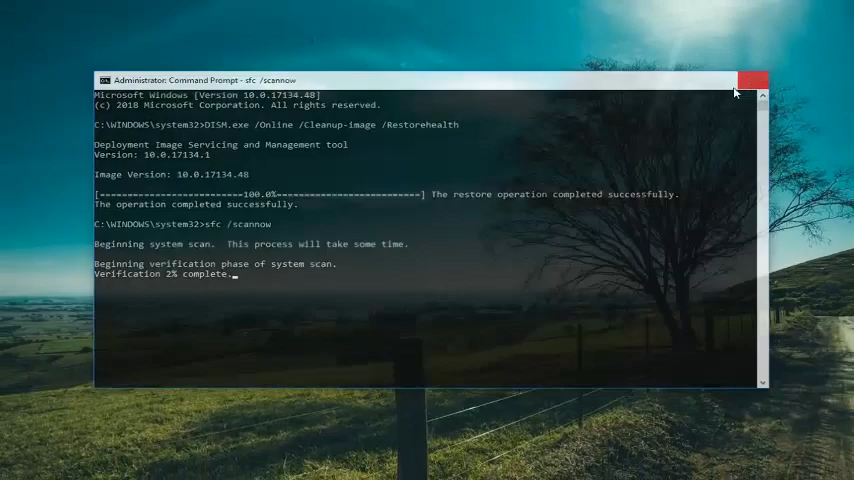 Administrator: Command Prompt - sfc /scannow
Microsoft Windows [Version 10.0.17134.48]
(c) 2018 Microsoft Corporation. All rights reserved.
C:\WINDOWS\system32>DISM.exe /Online /Cleanup-image /Restorehealth
Deployment Image Servicing and Management tool
Version: 10.0.17134.1
Image Version: 10.0.17134.48
[==========================100.0%==========================] The restore operation completed successfully.
The operation completed successfully.
C:\WINDOWS\system32>sfc /scannow
Beginning system scan.  This process will take some time.
Beginning verification phase of system scan.
Verification 2% complete.